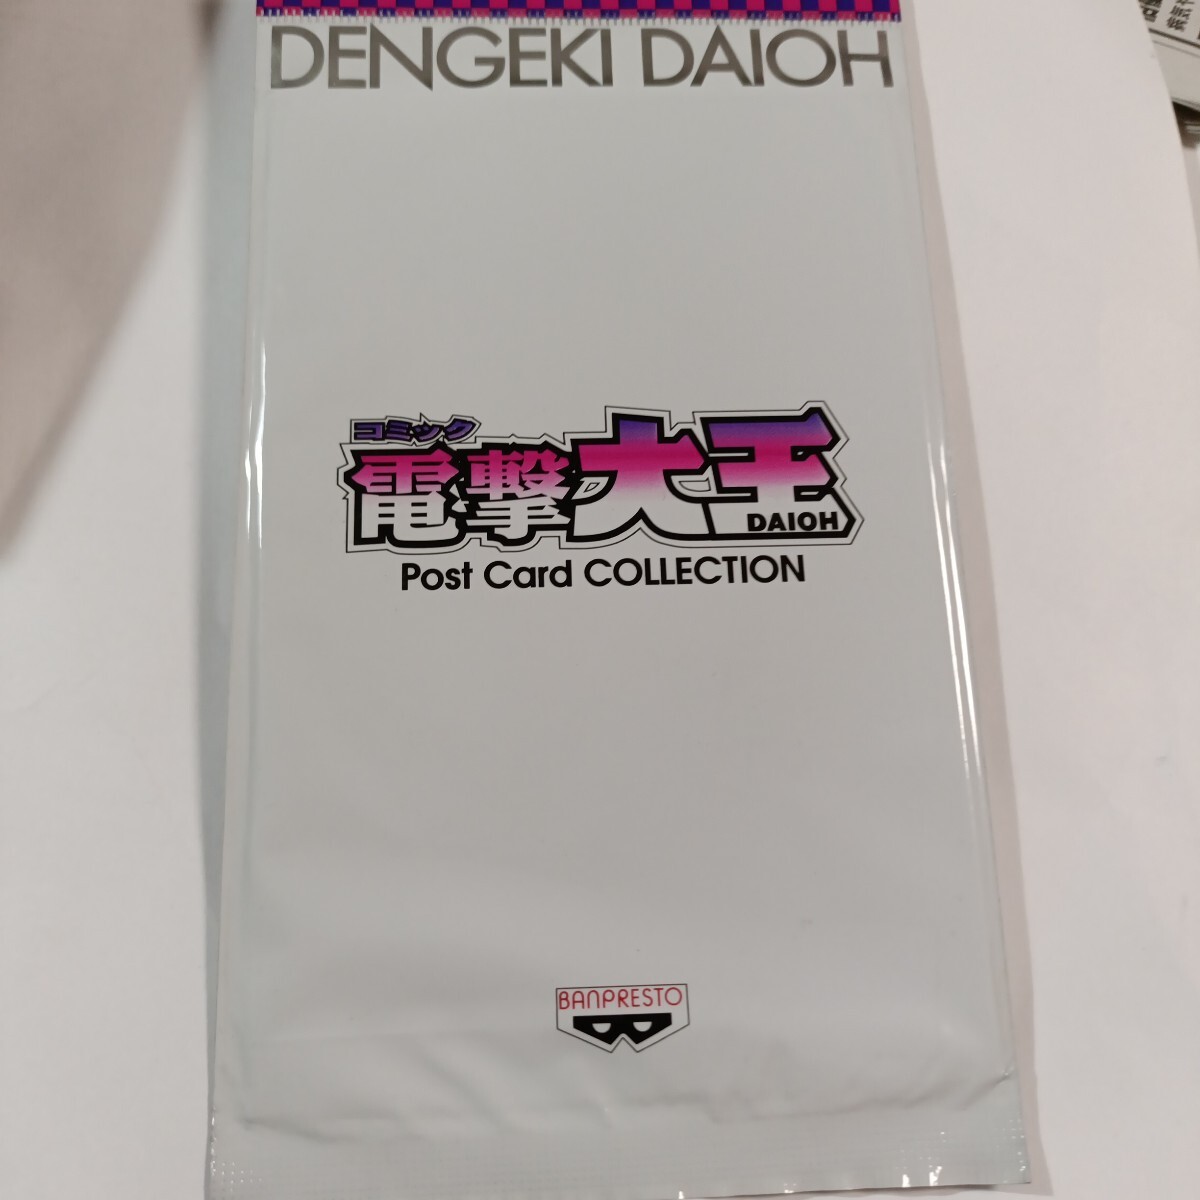 DENGEKI DAIOH
コミック
電撃大王
DAIOH
Post Card COLLECTION
BANPRESTO